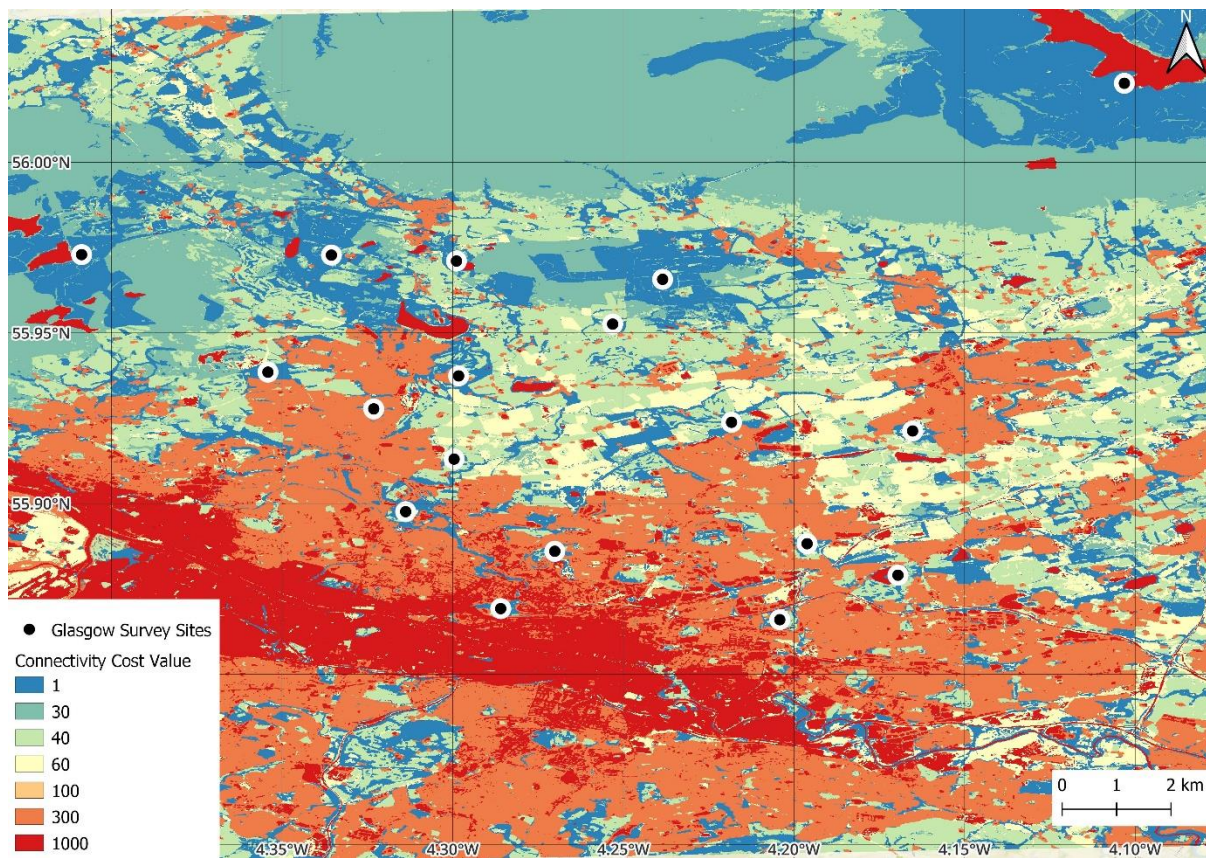 N
56.00°N
55.95°N
55.90°N
Glasgow Survey Sites
Connectivity Cost Value
1
30
40
60
100
300
1000
0 1 2 km
4.35°W 4.30°W 4.25°W 4.20°W 4.15°W 4.10°W